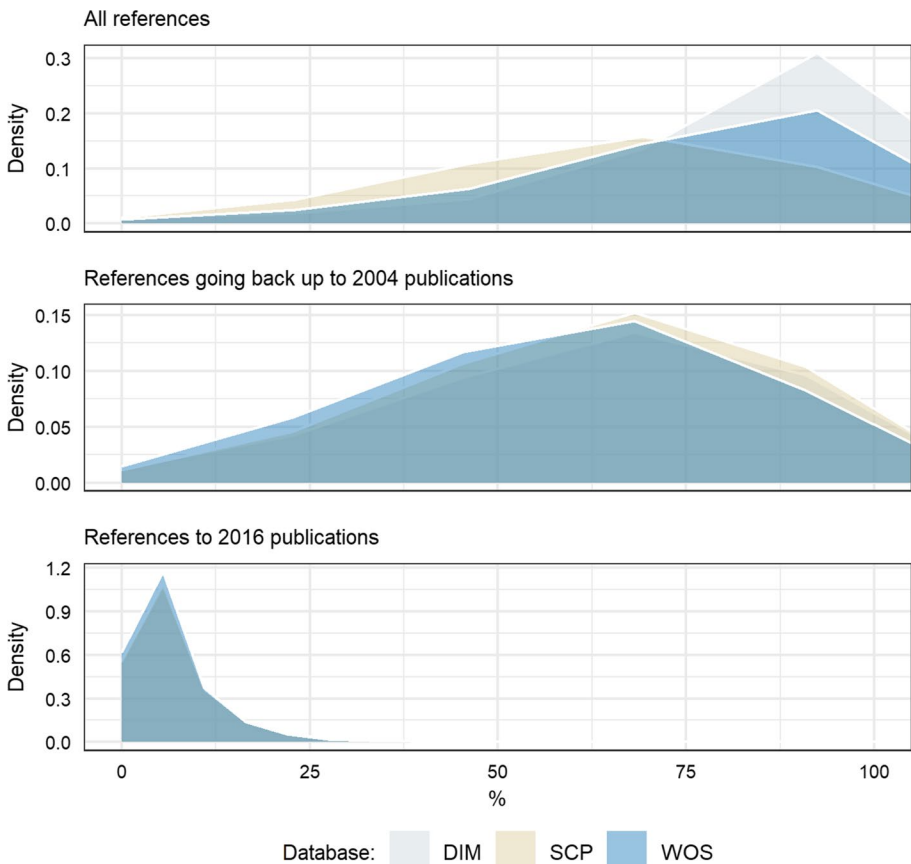 All references
0.3
0.2
0.1
0.0
Density
References going back up to 2004 publications
0.15
0.10
0.05
0.00
Density
References to 2016 publications
1.2
0.9
0.6
0.3
0.0
Density
0 25 50 75 100
%
Database: DIM SCP WOS